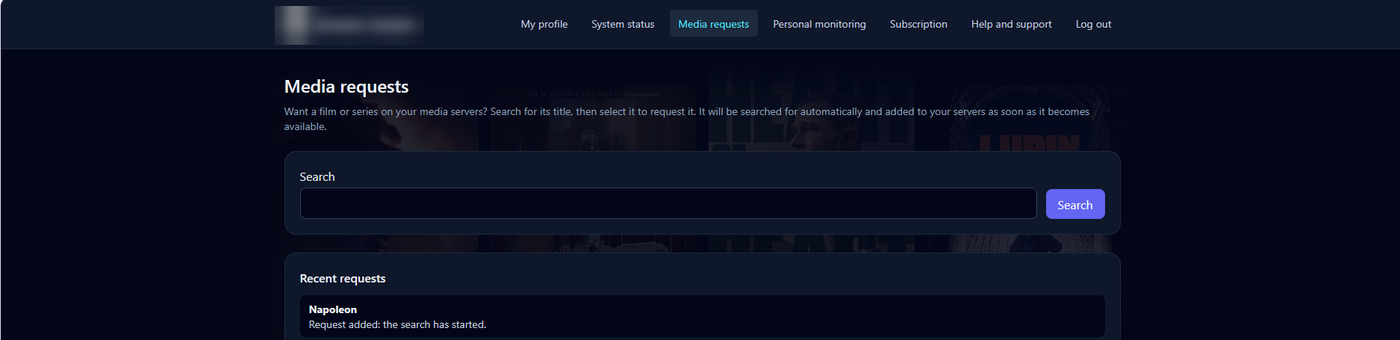 My profile
System status
Media requests
Personal monitoring
Subscription
Help and support
Log out
Media requests
Want a film or series on your media servers? Search for its title, then select it to request it. It will be searched for automatically and added to your servers as soon as it becomes
available.
LUPIN
Search
Search
Recent requests
Napoleon
Request added: the search has started.